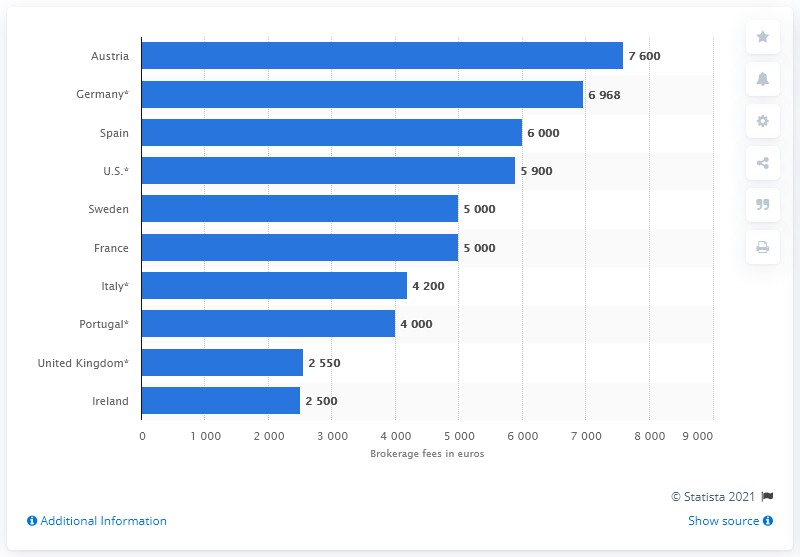 Austria 7 600
Germany* 6 968
Spain 6 000
U.S.* 5 900
Sweden 5 000
France 5 000
Italy* 4 200
Portugal* 4 000
United Kingdom* 2 550
Ireland 2 500
0 1 000 2 000 3 000 4 000 5 000 6 000 7 000 8 000 9 000
Brokerage fees in euros
© Statista 2021
Additional Information Show source